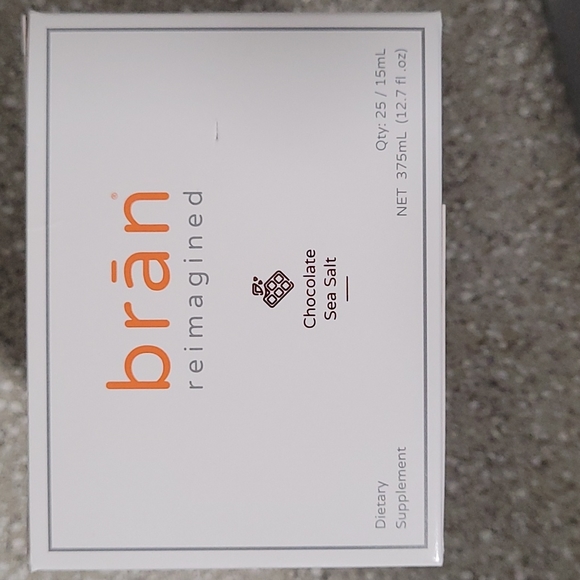 brān®
reimagined
Chocolate
Sea Salt
Dietary
Supplement
Qty: 25 / 15mL
NET 375mL (12.7 fl.oz)